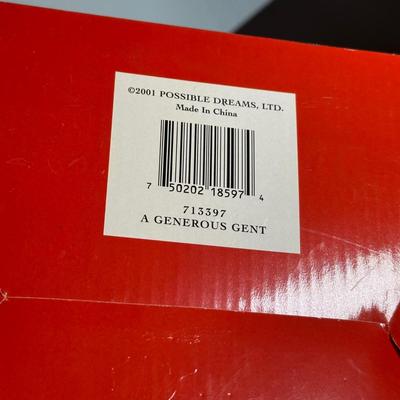 ©2001 POSSIBLE DREAMS, LTD.
Made In China
7 50202 18597 4
713397
A GENEROUS GENT